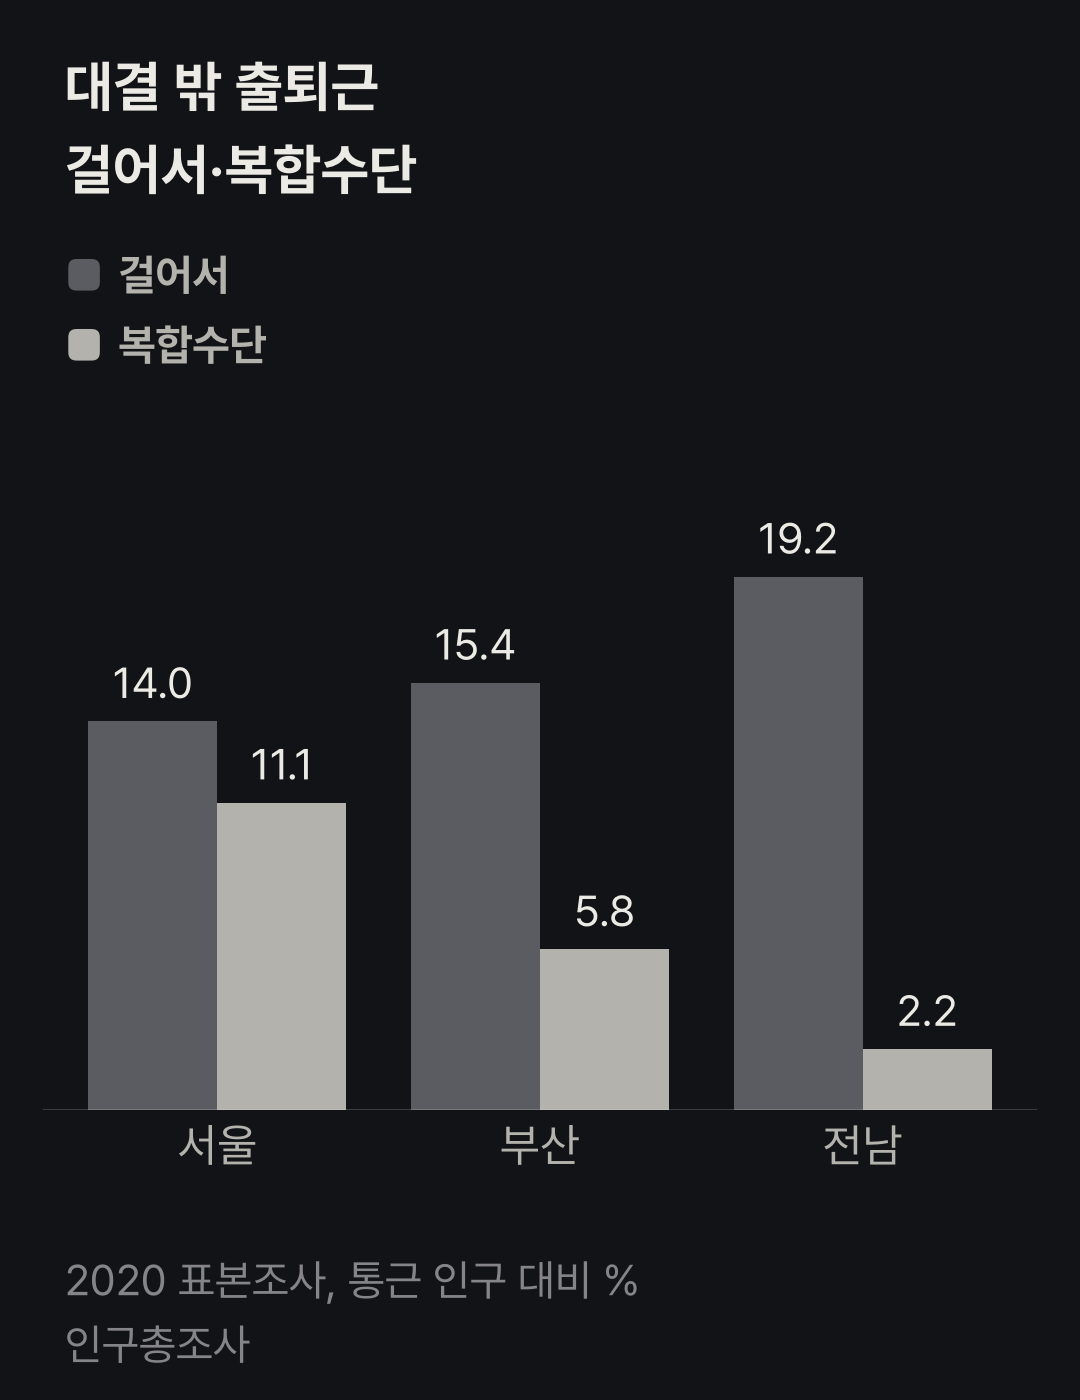 대결 밖 출퇴근
걸어서·복합수단
걸어서
복합수단
14.0
11.1
15.4
5.8
19.2
2.2
서울
부산
전남
2020 표본조사, 통근 인구 대비 %
인구총조사